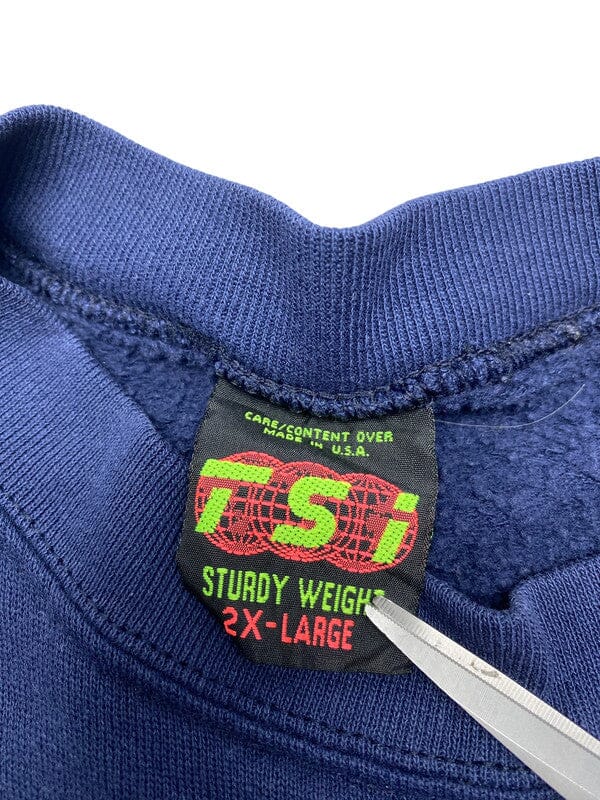 CARE/CONTENT OVER
MADE IN U.S.A.
TSi
STURDY WEIGHT
2X-LARGE